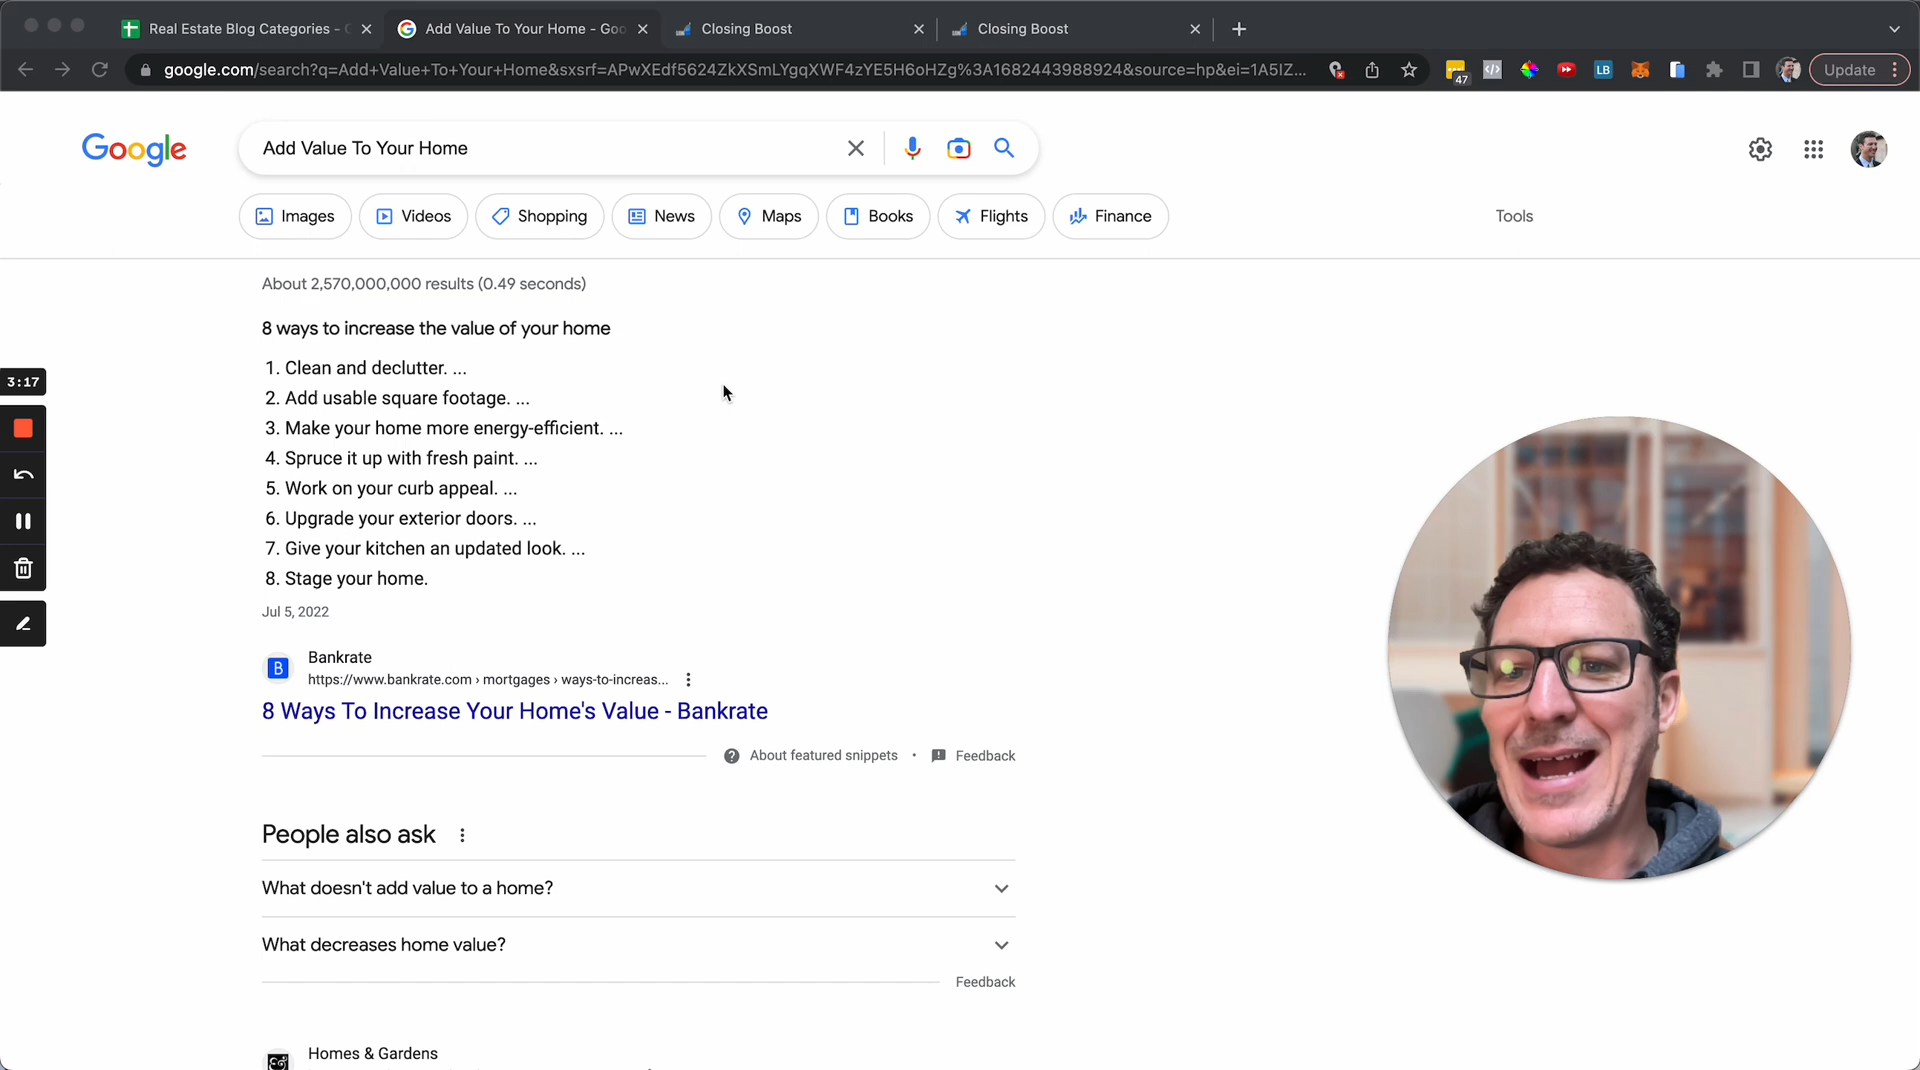 Real Estate Blog Categories -
Add Value To Your Home - Goo
Closing Boost
Closing Boost
google.com/search?q=Add+Value+To+Your+Home&sxsrf=APwXEdf5624ZkXSmLYgqXWF4zYE5H6oHZg%3A1682443988924&source=hp&ei=1A5IZ...
47
LB
Update
Google
Add Value To Your Home
Images
Videos
Shopping
News
Maps
Books
Flights
Finance
Tools
About 2,570,000,000 results (0.49 seconds)
8 ways to increase the value of your home
1. Clean and declutter. ...
2. Add usable square footage. ...
3. Make your home more energy-efficient. ...
4. Spruce it up with fresh paint. ...
5. Work on your curb appeal. ...
6. Upgrade your exterior doors. ...
7. Give your kitchen an updated look. ...
8. Stage your home.
Jul 5, 2022
3:17
B
Bankrate
https://www.bankrate.com › mortgages › ways-to-increas...
8 Ways To Increase Your Home's Value - Bankrate
About featured snippets
•
Feedback
People also ask
What doesn't add value to a home?
What decreases home value?
Feedback
Homes & Gardens